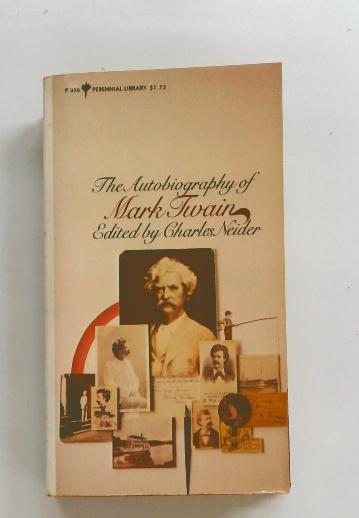 P 356 PERENNIAL LIBRARY $1.75
The Autobiography of
Mark Twain
Edited by Charles Neider